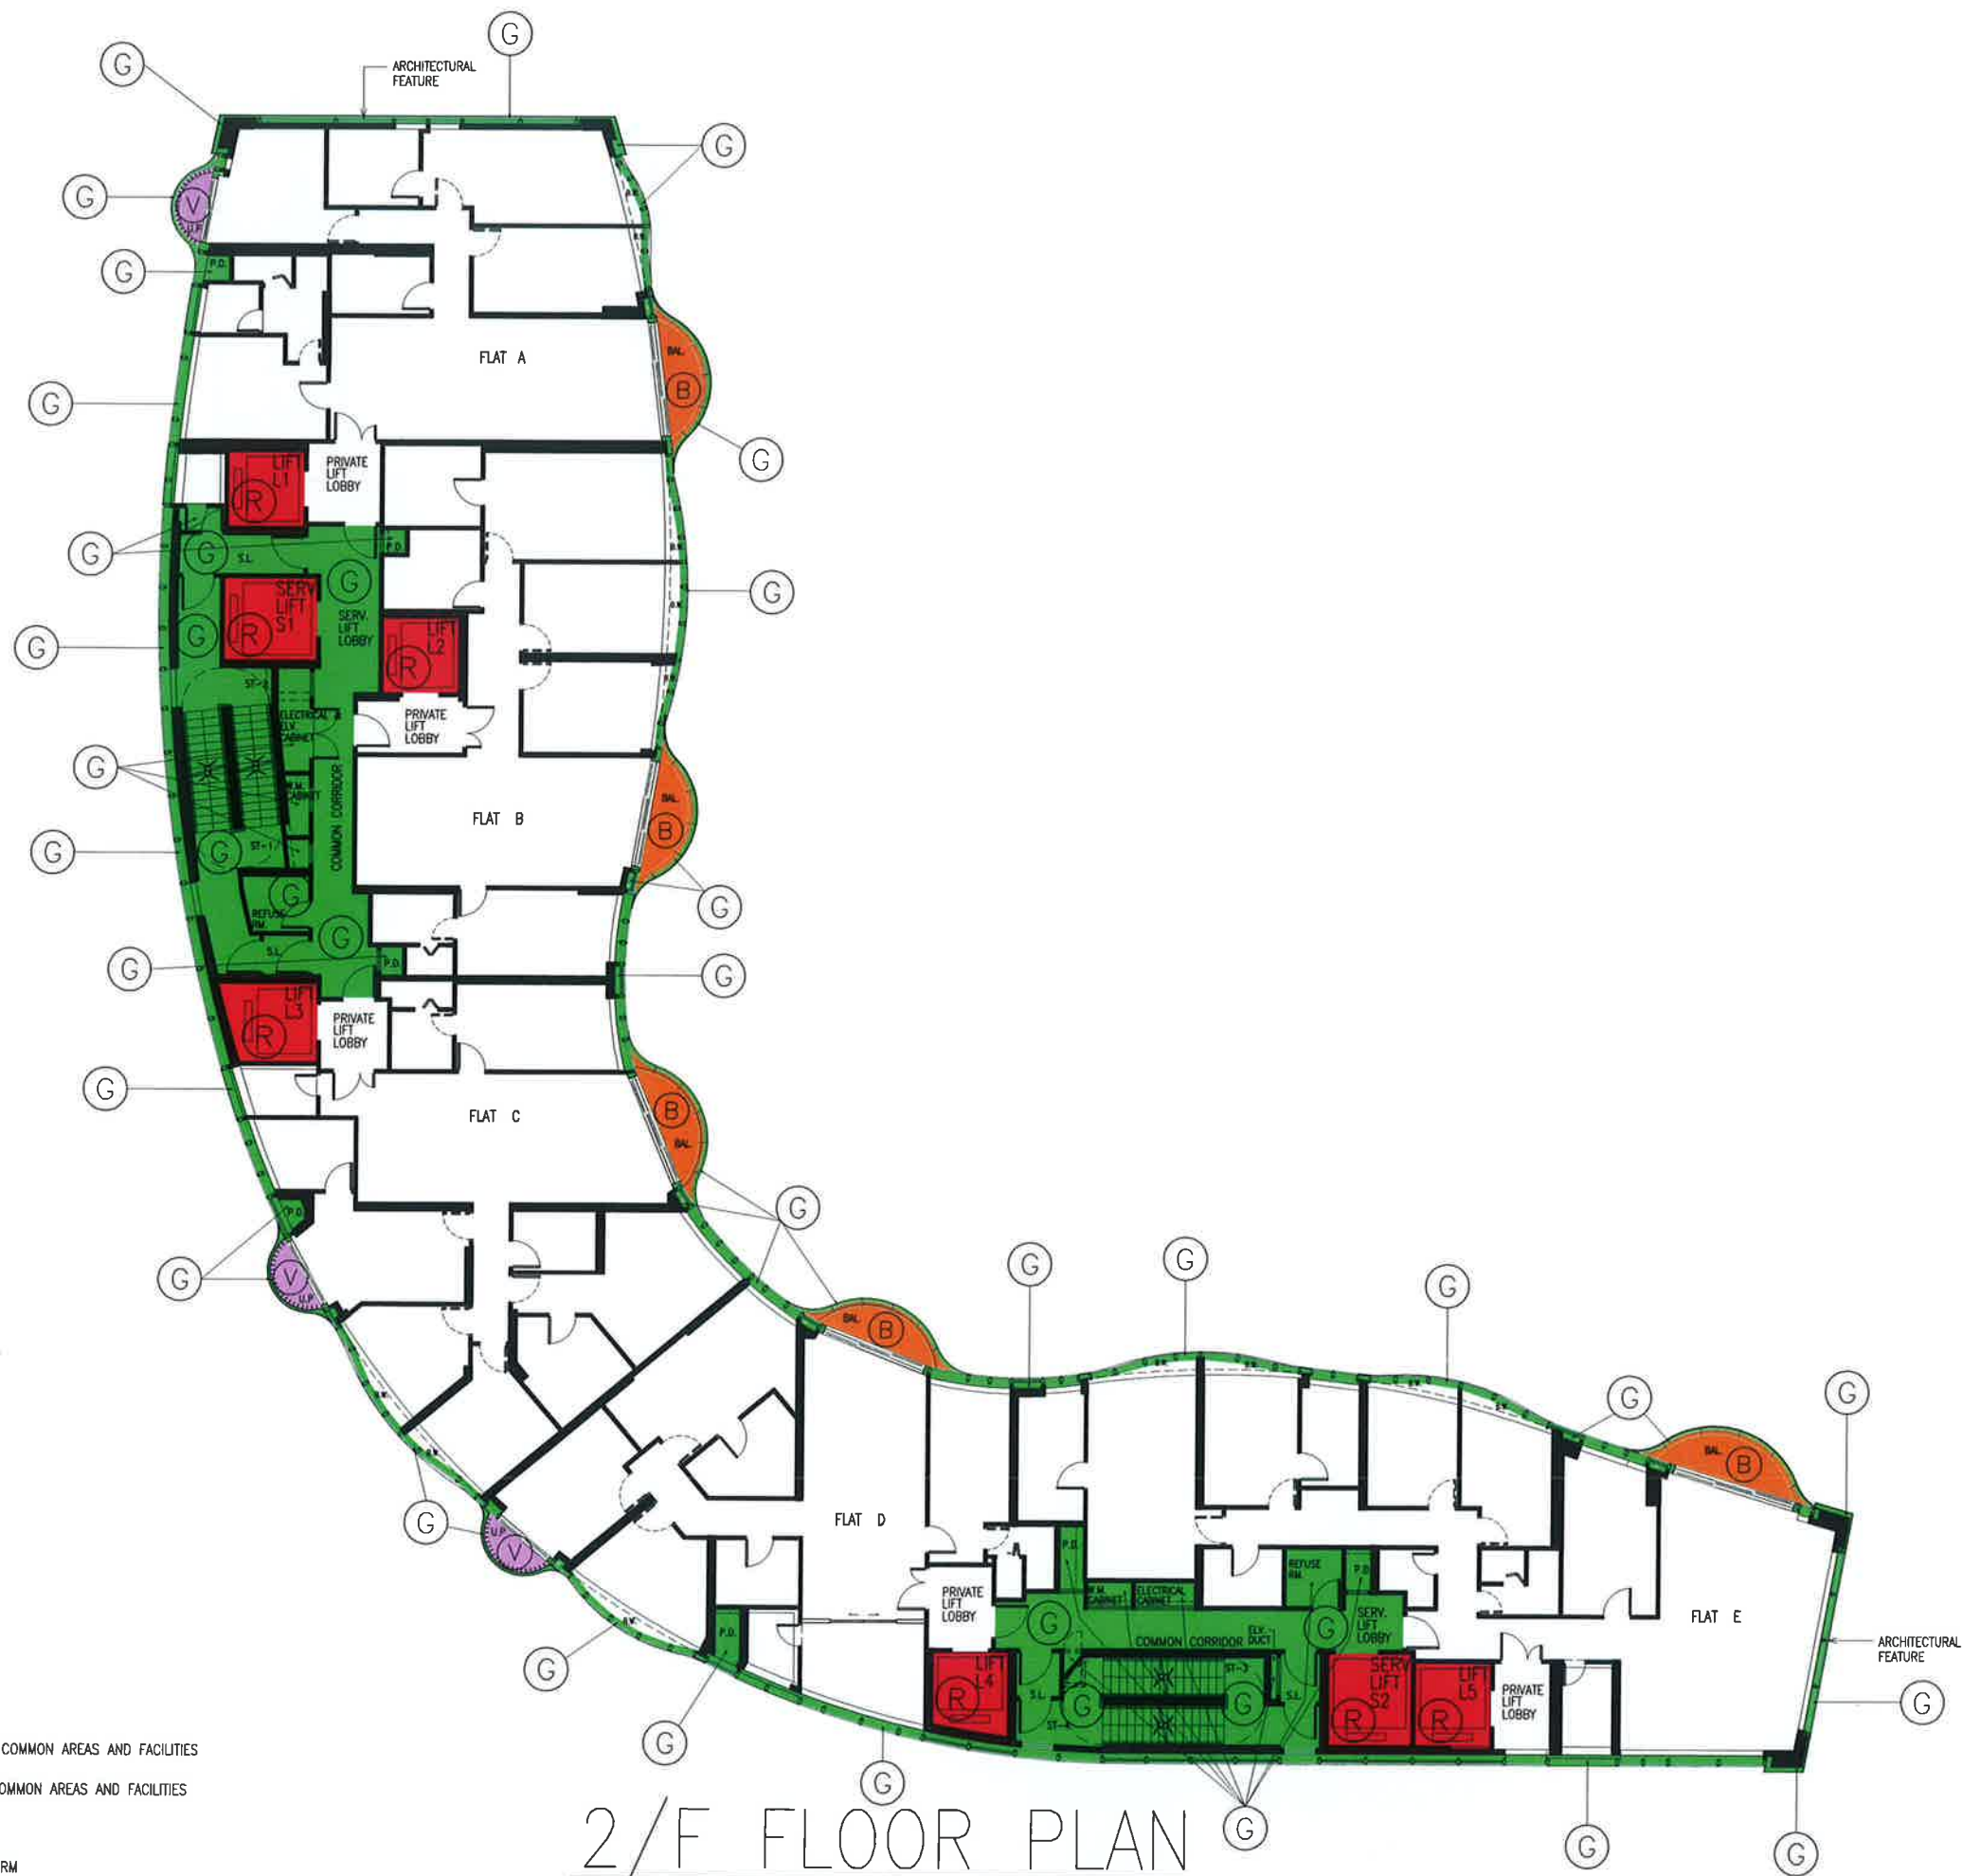 G
G
ARCHITECTURAL
FEATURE
G
G
V
U.P.
G
P.D.
B.W.
B.W.
FLAT A
BAL.
B
G
G
LIFT
L1
R
PRIVATE
LIFT
LOBBY
G
G
G
S.L.
P.D.
B.W.
G
SERV.
LIFT
S1
R
SERV.
LIFT
LOBBY
G
G
G
LIFT
L2
R
B.W.
G
ST-2
ELECTRICAL &
ELV.
CABINET
PRIVATE
LIFT
LOBBY
B.W.
G
W.M.
CABINET
COMMON CORRIDOR
FLAT B
BAL.
B
G
G
ST-1
G
REFUSE
RM.
G
G
S.L.
P.D.
G
G
LIFT
L3
R
PRIVATE
LIFT
LOBBY
G
FLAT C
B
BAL.
G
P.D.
G
V
U.P.
B.W.
B.W.
G
U.P.
V
B.W.
G
BAL.
B
G
G
G
B.W.
B.W.
B.W.
B.W.
G
BAL.
B
G
FLAT D
P.D.
W.M.
CABINET
ELECTRICAL
CABINET
REFUSE
RM.
P.D.
PRIVATE
LIFT
LOBBY
G
COMMON CORRIDOR
ELV.
DUCT
G
SERV.
LIFT
LOBBY
FLAT E
ARCHITECTURAL
FEATURE
G
P.D.
G
LIFT
L4
R
S.L.
ST-4
G
ST-3
G
S.L.
SERV.
LIFT
S2
R
LIFT
L5
R
PRIVATE
LIFT
LOBBY
G
G
G
G
COMMON AREAS AND FACILITIES
OMMON AREAS AND FACILITIES
RM
2/F FLOOR PLAN